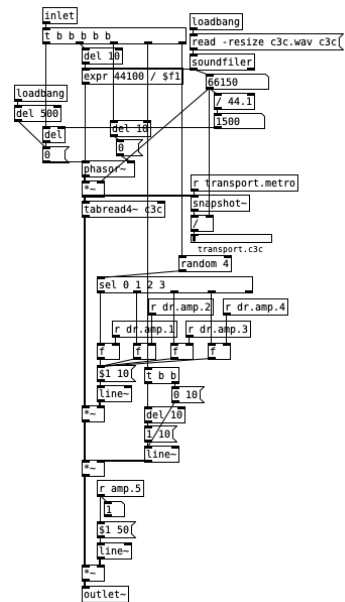 inlet
loadbang
t b b b b b
read -resize c3c.wav c3c
del 10
soundfiler
expr 44100 / $f1
66150
loadbang
/ 44.1
del 500
1500
del
del 10
0
0
phasor~
*~
r transport.metro
tabread4~ c3c
snapshot~
/
transport.c3c
random 4
sel 0 1 2 3
r dr.amp.2
r dr.amp.4
r dr.amp.1
r dr.amp.3
f
f
f
f
$1 10
t b b
line~
0 10
*~
del 10
1 10
line~
*~
r amp.5
1
$1 50
line~
*~
outlet~